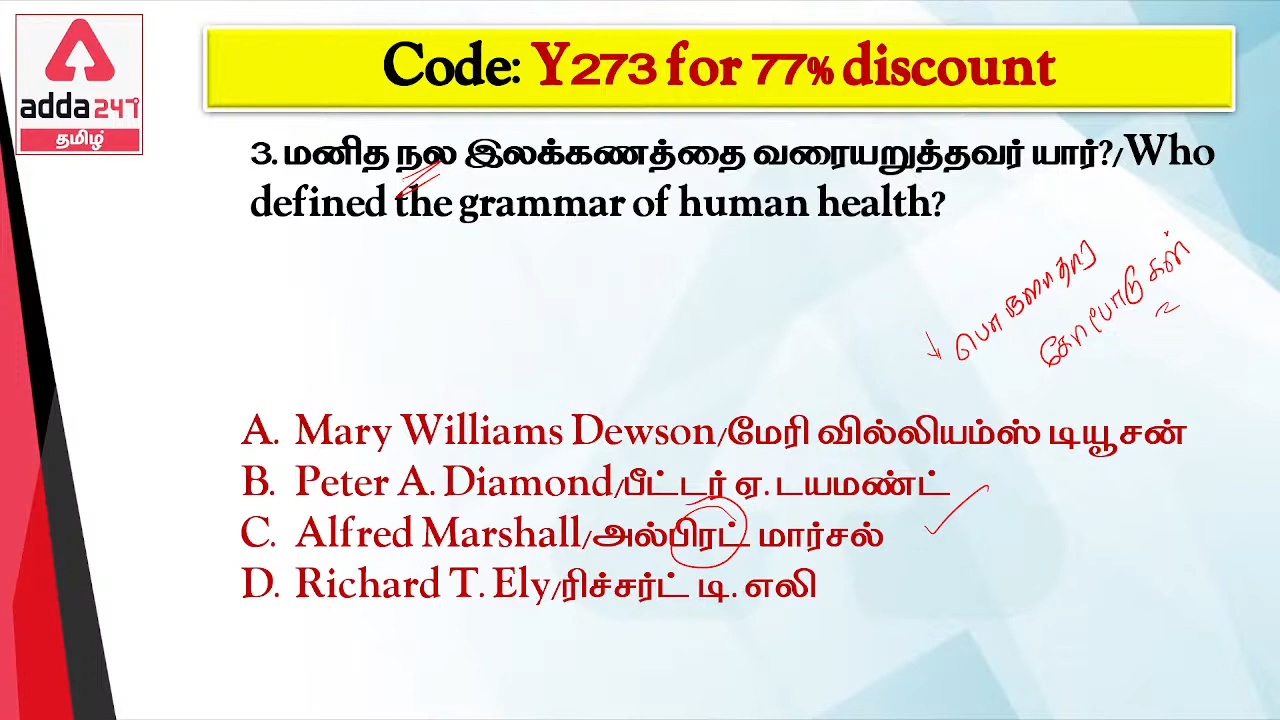 adda247
தமிழ்
Code: Y273 for 77% discount
3. மனித நல இலக்கணத்தை வரையறுத்தவர் யார்?/Who
defined the grammar of human health?
கோட்பாடுகள்
A. Mary Williams Dewson/மேரி வில்லியம்ஸ் டியூசன்
B. Peter A. Diamond/பீட்டர் ஏ. டயமண்ட்
C. Alfred Marshall/அல்பிரட் மார்சல்
D. Richard T. Ely/ரிச்சர்ட் டி. எலி